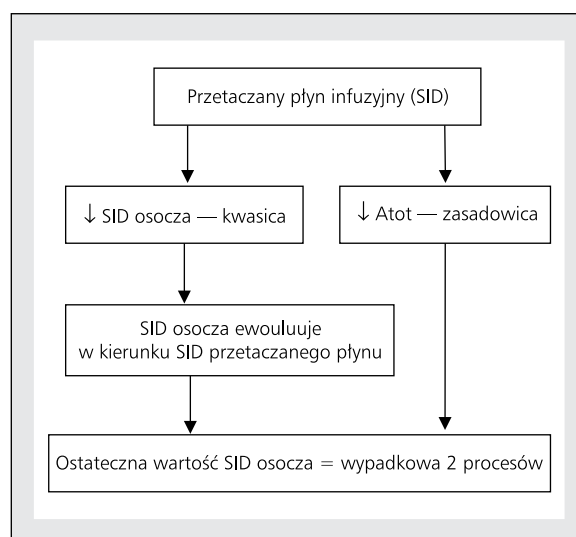 Przetaczany płyn infuzyjny (SID)
↓ SID osocza — kwasica
↓ Atot — zasadowica
SID osocza ewouluuje
w kierunku SID przetaczanego płynu
Ostateczna wartość SID osocza = wypadkowa 2 procesów